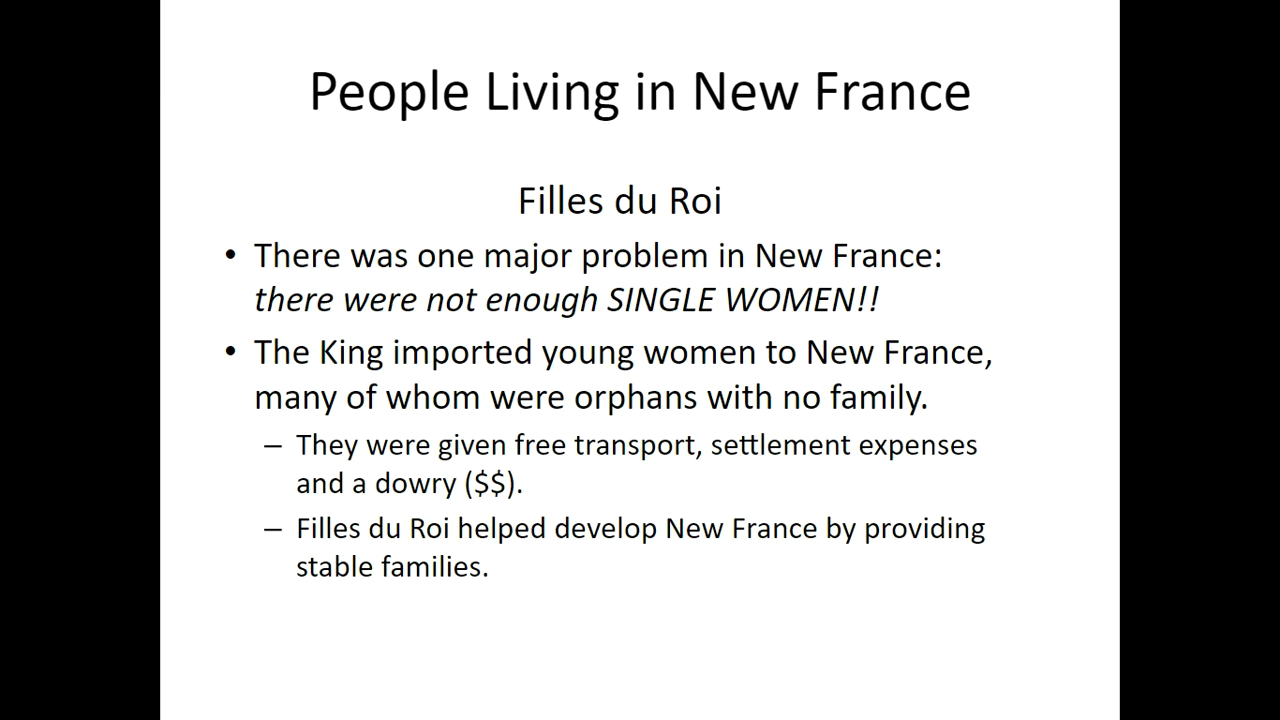 People Living in New France
Filles du Roi
• There was one major problem in New France:
there were not enough SINGLE WOMEN!!
• The King imported young women to New France,
many of whom were orphans with no family.
– They were given free transport, settlement expenses
and a dowry ($$).
– Filles du Roi helped develop New France by providing
stable families.